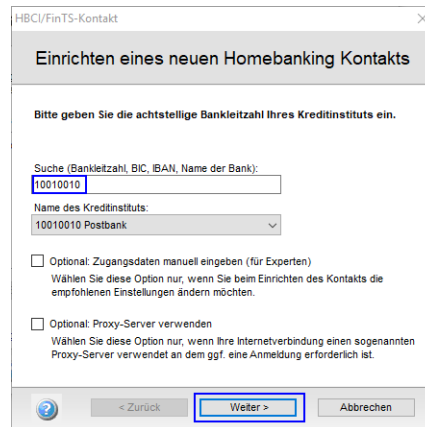 HBCI/FinTS-Kontakt
Einrichten eines neuen Homebanking Kontakts
Bitte geben Sie die achtstellige Bankleitzahl Ihres Kreditinstituts ein.
Suche (Bankleitzahl, BIC, IBAN, Name der Bank):
10010010
Name des Kreditinstituts:
10010010 Postbank
Optional: Zugangsdaten manuell eingeben (für Experten)
Wählen Sie diese Option nur, wenn Sie beim Einrichten des Kontakts die
empfohlenen Einstellungen ändern möchten.
Optional: Proxy-Server verwenden
Wählen Sie diese Option nur, wenn Ihre Internetverbindung einen sogenannten
Proxy-Server verwendet an dem ggf. eine Anmeldung erforderlich ist.
? < Zurück Weiter > Abbrechen